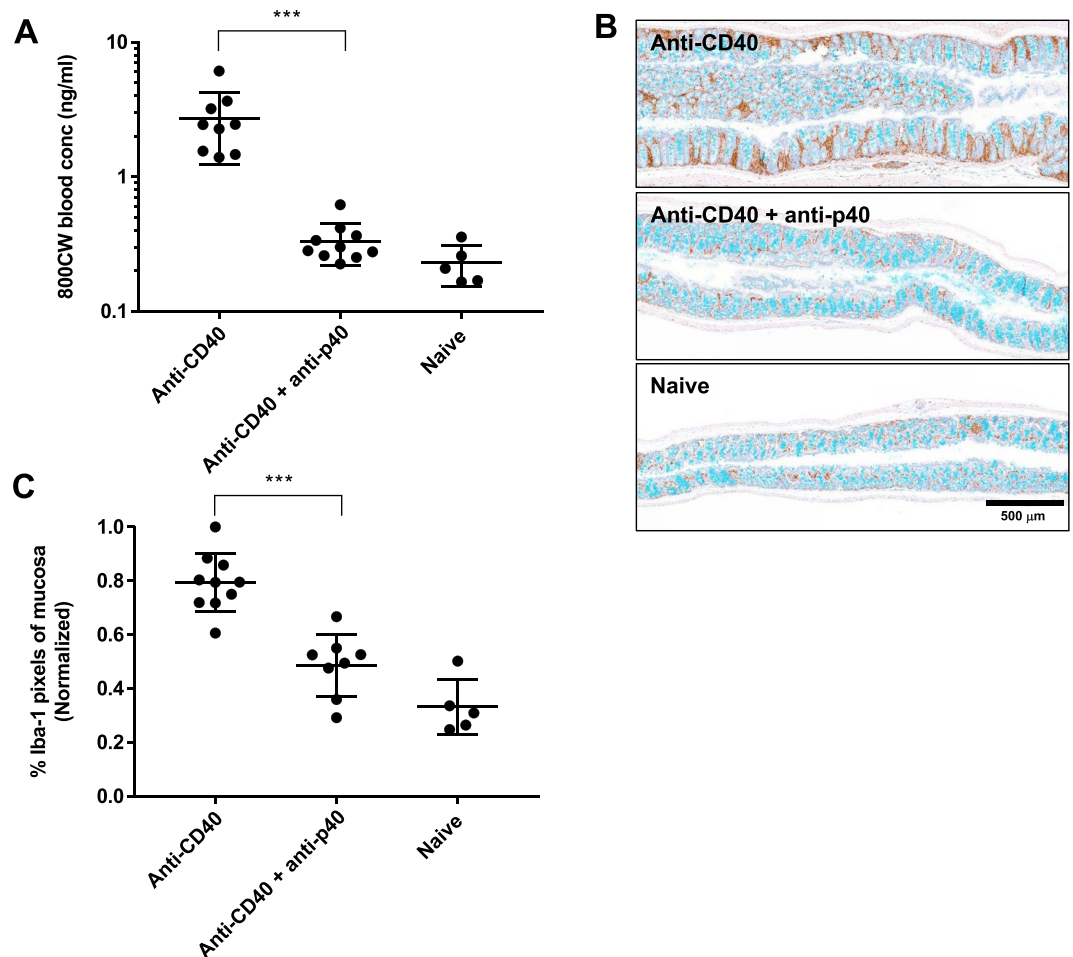 A
***
800CW blood conc (ng/ml)
10
1
0.1
Anti-CD40
Anti-CD40 + anti-p40
Naive
B
Anti-CD40
Anti-CD40 + anti-p40
Naive
500 μm
C
***
% Iba-1 pixels of mucosa
(Normalized)
1.0
0.8
0.6
0.4
0.2
0.0
Anti-CD40
Anti-CD40 + anti-p40
Naive